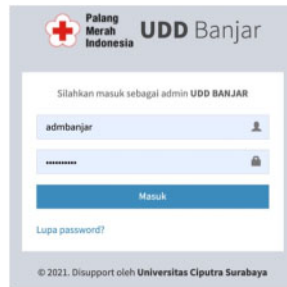 Palang
Merah
Indonesia
UDD Banjar
Silahkan masuk sebagai admin UDD BANJAR
admbanjar
••••••••••
Masuk
Lupa password?
© 2021. Disupport oleh Universitas Ciputra Surabaya